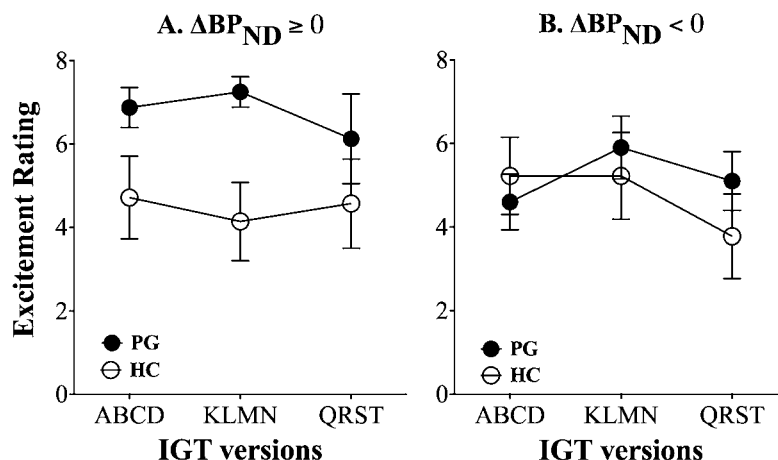 A. ΔBPND ≥ 0
B. ΔBPND < 0
Excitement Rating
8
6
4
2
0
PG
HC
ABCD KLMN QRST
IGT versions
8
6
4
2
0
PG
HC
ABCD KLMN QRST
IGT versions